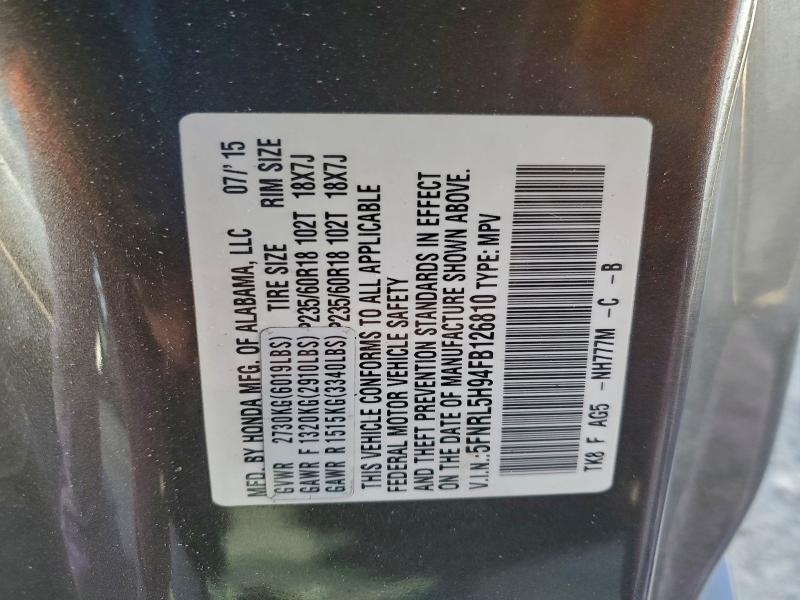 MFD. BY HONDA MFG. OF ALABAMA, LLC 07/'15
GVWR 2730KG(6019LBS) TIRE SIZE RIM SIZE
GAWR F 1320KG(2910LBS) P235/60R18 102T 18X7J
GAWR R 1515KG(3340LBS) P235/60R18 102T 18X7J
THIS VEHICLE CONFORMS TO ALL APPLICABLE
FEDERAL MOTOR VEHICLE SAFETY
AND THEFT PREVENTION STANDARDS IN EFFECT
ON THE DATE OF MANUFACTURE SHOWN ABOVE.
V.I.N.:5FNRL5H94FB126810 TYPE: MPV
TK8 F AG5 -NH777M -C -B